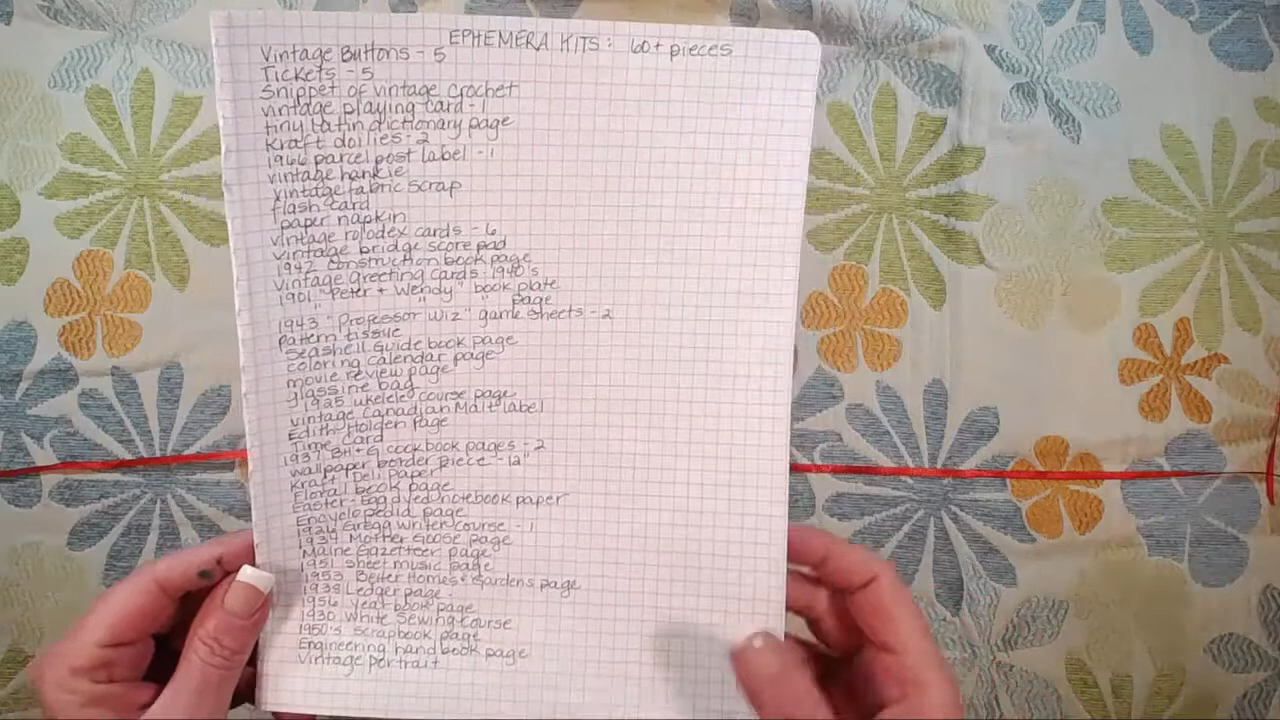 EPHEMERA KITS: 60+ pieces
Vintage Buttons - 5
Tickets - 5
Snippet of vintage crochet
vintage playing card - 1
tiny Latin dictionary page
Kraft doilies - 2
1966 parcel post label - 1
vintage hankie
vintage fabric scrap
flash card
paper napkin
vintage rolodex cards - 6
vintage bridge score pad
1942 Construction book page
vintage greeting cards - 1940's
1901 "Peter + Wendy" book plate
" " " page
1943 "Professor Wiz" game sheets - 2
pattern tissue
Seashell Guide book page
coloring calendar page
movie review page
glassine bag
1925 ukelele course page
vintage Canadian Malt label
Edith Holden page
Time Card
1937 BH+G cookbook pages - 2
wallpaper border piece - 12"
Kraft Deli paper
Floral book page
Easter-Egg dyed notebook paper
Encyclopedia page
1926 Gregg Writer course - 1
1934 Mother Goose page
Maine Gazetteer page
1951 sheet music page
1953 Better Homes + Gardens page
1938 Ledger page
1956 year book page
1930 White Sewing Course
1950's scrapbook page
Engineering handbook page
vintage portrait